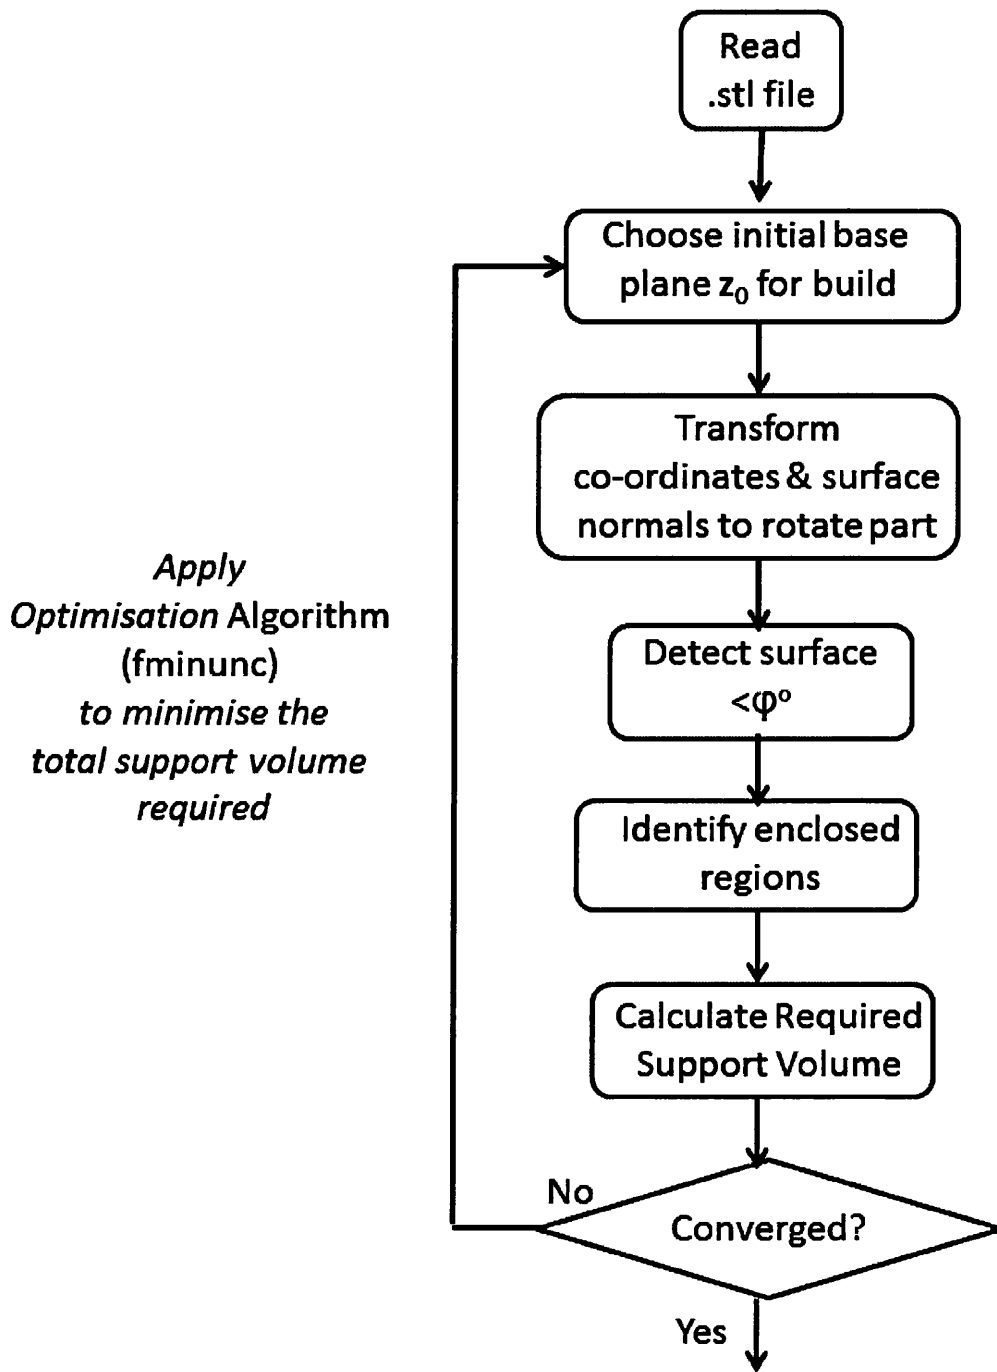 Read
.stl file
Choose initial base
plane z₀ for build
Transform
co-ordinates & surface
normals to rotate part
Apply
Optimisation Algorithm
(fminunc)
to minimise the
total support volume
required
Detect surface
<φº
Identify enclosed
regions
Calculate Required
Support Volume
No
Converged?
Yes